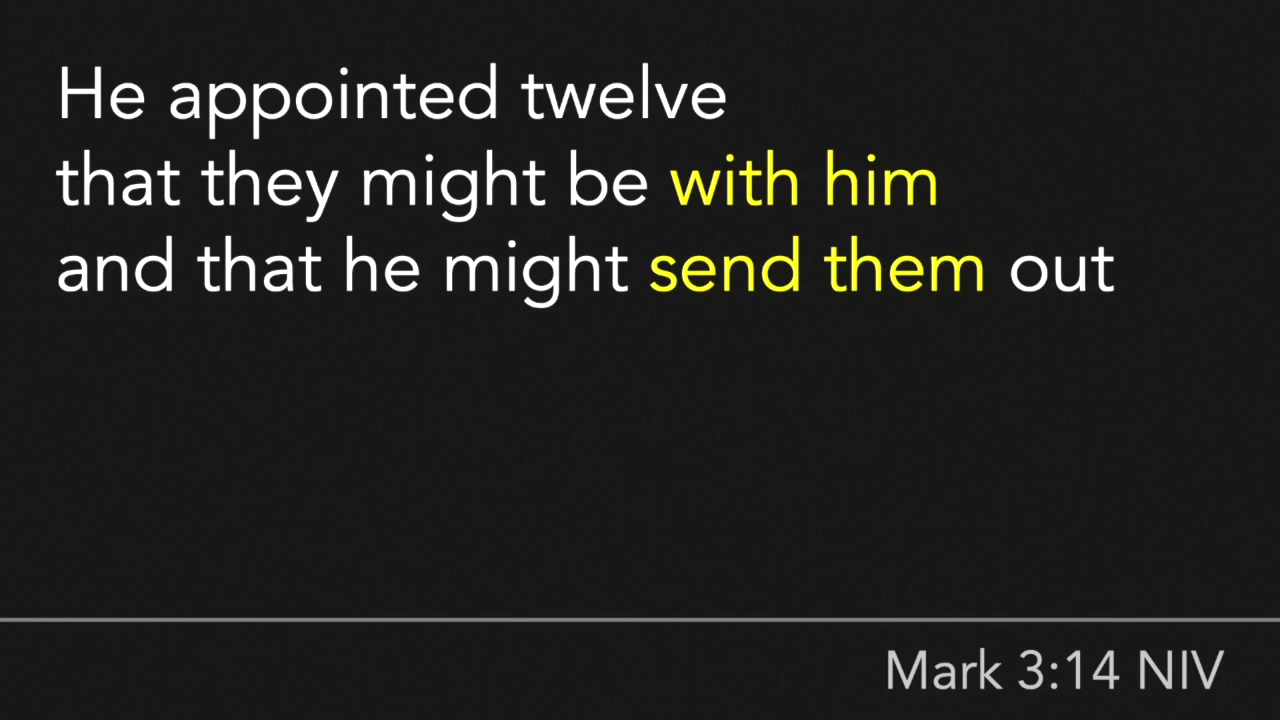 He appointed twelve
that they might be with him
and that he might send them out
Mark 3:14 NIV